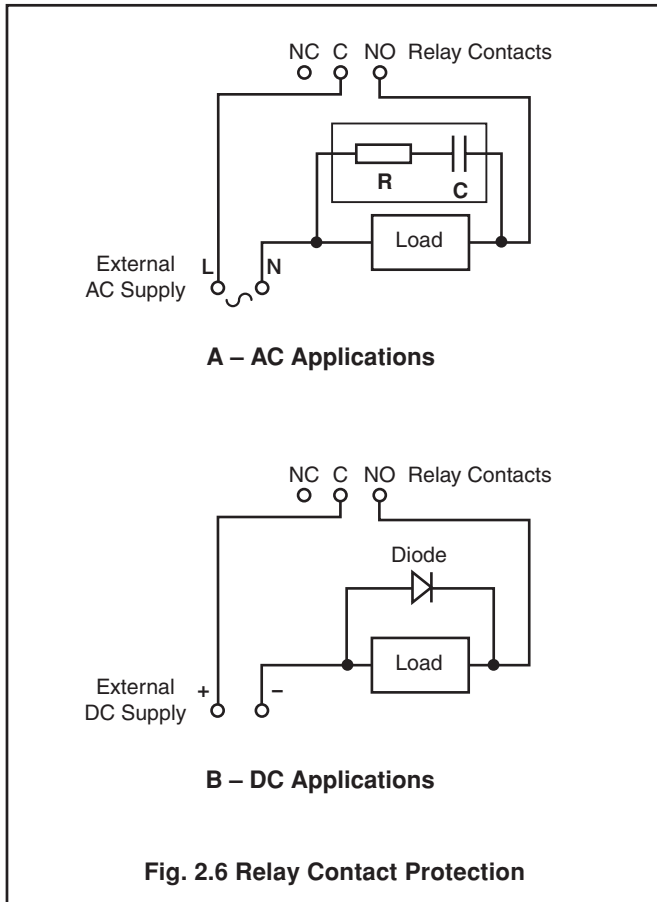 NC C NO Relay Contacts
R
C
Load
L N
External
AC Supply
A – AC Applications
NC C NO Relay Contacts
Diode
Load
+ –
External
DC Supply
B – DC Applications
Fig. 2.6 Relay Contact Protection